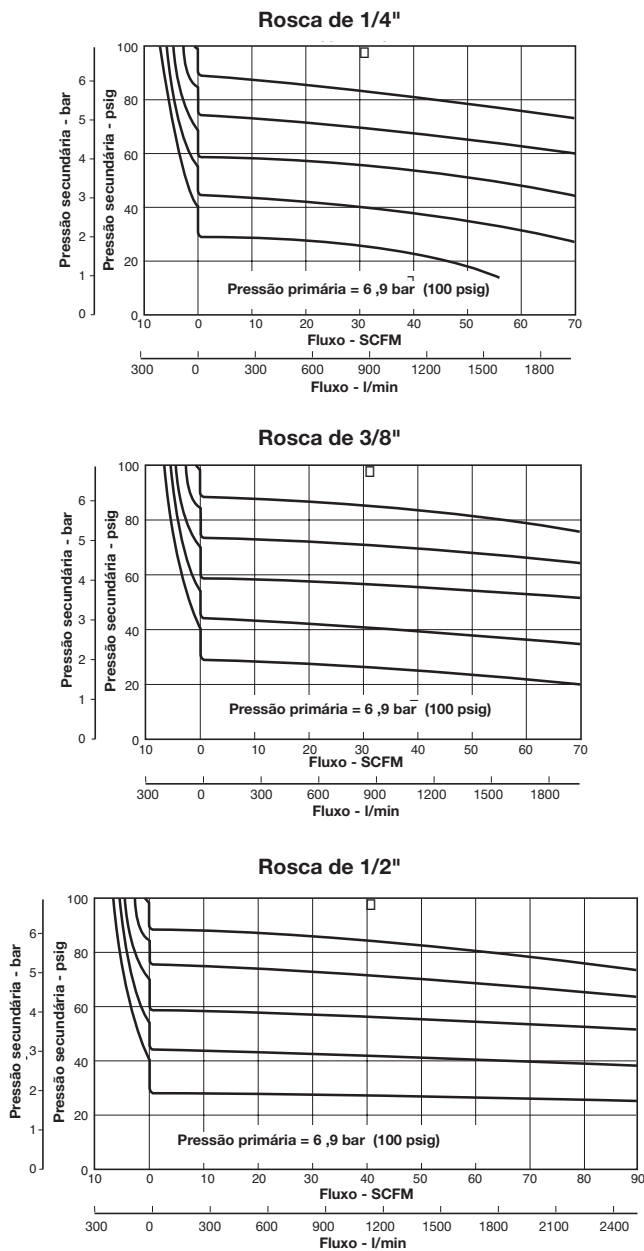 Rosca de 1/4"
Pressão secundária - bar
6
5
4
3
2
1
0
Pressão secundária - psig
100
80
60
40
20
0
Pressão primária = 6 ,9 bar (100 psig)
10 0 10 20 30 40 50 60 70
Fluxo - SCFM
300 0 300 600 900 1200 1500 1800
Fluxo - l/min
Rosca de 3/8"
Pressão secundária - bar
6
5
4
3
2
1
0
Pressão secundária - psig
100
80
60
40
20
0
Pressão primária = 6 ,9 bar (100 psig)
10 0 10 20 30 40 50 60 70
Fluxo - SCFM
300 0 300 600 900 1200 1500 1800
Fluxo - l/min
Rosca de 1/2"
Pressão secundária - bar
6
5
4
3
2
1
0
Pressão secundária - psig
100
80
60
40
20
0
Pressão primária = 6 ,9 bar (100 psig)
10 0 10 20 30 40 50 60 70 80 90
Fluxo - SCFM
300 0 300 600 900 1200 1500 1800 2100 2400
Fluxo - l/min